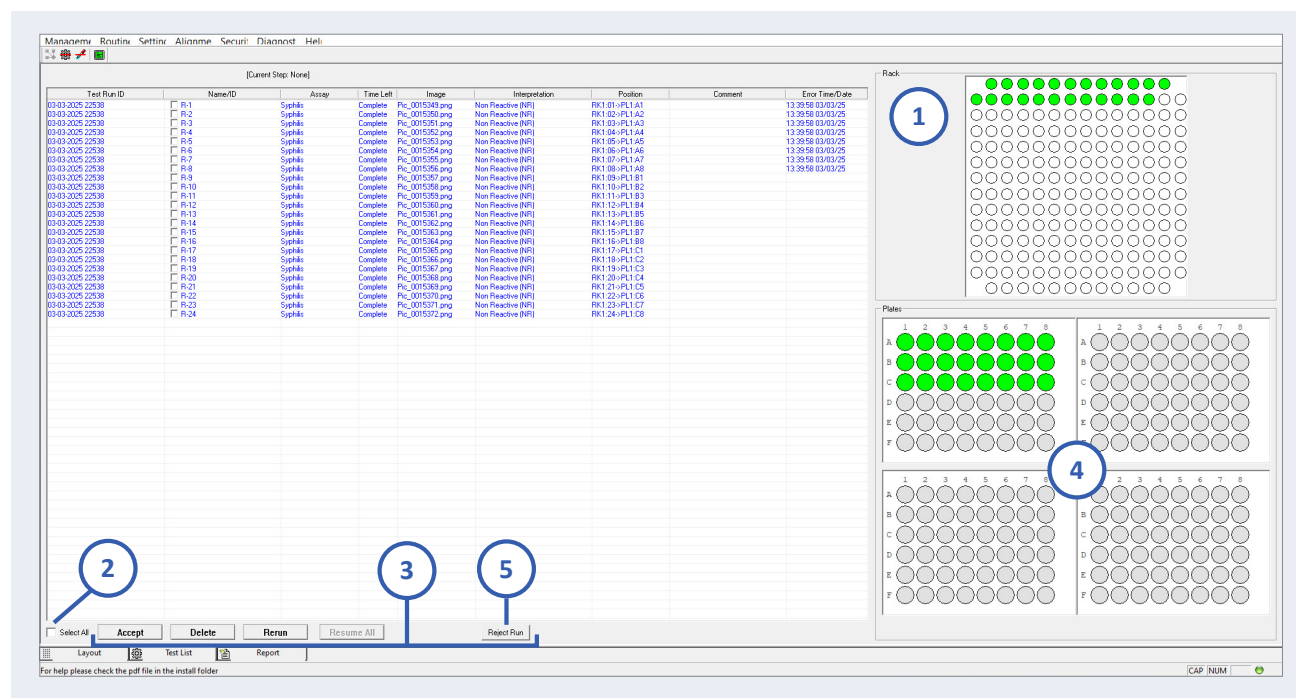 Manageme Routine Settin Alignme Securit Diagnost Help
[Current Step: None]
Test Run ID Name/ID Assay Time Left Image Interpretation Position Comment Error Time/Date
03-03-2025 22538 R-1 Syphilis Complete Pic_0015349.png Non Reactive (NR) RK1:01->PL1:A1 13:39:58 03/03/25
03-03-2025 22538 R-2 Syphilis Complete Pic_0015350.png Non Reactive (NR) RK1:02->PL1:A2 13:39:58 03/03/25
03-03-2025 22538 R-3 Syphilis Complete Pic_0015351.png Non Reactive (NR) RK1:03->PL1:A3 13:39:58 03/03/25
03-03-2025 22538 R-4 Syphilis Complete Pic_0015352.png Non Reactive (NR) RK1:04->PL1:A4 13:39:58 03/03/25
03-03-2025 22538 R-5 Syphilis Complete Pic_0015353.png Non Reactive (NR) RK1:05->PL1:A5 13:39:58 03/03/25
03-03-2025 22538 R-6 Syphilis Complete Pic_0015354.png Non Reactive (NR) RK1:06->PL1:A6 13:39:58 03/03/25
03-03-2025 22538 R-7 Syphilis Complete Pic_0015355.png Non Reactive (NR) RK1:07->PL1:A7 13:39:58 03/03/25
03-03-2025 22538 R-8 Syphilis Complete Pic_0015356.png Non Reactive (NR) RK1:08->PL1:A8 13:39:58 03/03/25
03-03-2025 22538 R-9 Syphilis Complete Pic_0015357.png Non Reactive (NR) RK1:09->PL1:B1
03-03-2025 22538 R-10 Syphilis Complete Pic_0015358.png Non Reactive (NR) RK1:10->PL1:B2
03-03-2025 22538 R-11 Syphilis Complete Pic_0015359.png Non Reactive (NR) RK1:11->PL1:B3
03-03-2025 22538 R-12 Syphilis Complete Pic_0015360.png Non Reactive (NR) RK1:12->PL1:B4
03-03-2025 22538 R-13 Syphilis Complete Pic_0015361.png Non Reactive (NR) RK1:13->PL1:B5
03-03-2025 22538 R-14 Syphilis Complete Pic_0015362.png Non Reactive (NR) RK1:14->PL1:B6
03-03-2025 22538 R-15 Syphilis Complete Pic_0015363.png Non Reactive (NR) RK1:15->PL1:B7
03-03-2025 22538 R-16 Syphilis Complete Pic_0015364.png Non Reactive (NR) RK1:16->PL1:B8
03-03-2025 22538 R-17 Syphilis Complete Pic_0015365.png Non Reactive (NR) RK1:17->PL1:C1
03-03-2025 22538 R-18 Syphilis Complete Pic_0015366.png Non Reactive (NR) RK1:18->PL1:C2
03-03-2025 22538 R-19 Syphilis Complete Pic_0015367.png Non Reactive (NR) RK1:19->PL1:C3
03-03-2025 22538 R-20 Syphilis Complete Pic_0015368.png Non Reactive (NR) RK1:20->PL1:C4
03-03-2025 22538 R-21 Syphilis Complete Pic_0015369.png Non Reactive (NR) RK1:21->PL1:C5
03-03-2025 22538 R-22 Syphilis Complete Pic_0015370.png Non Reactive (NR) RK1:22->PL1:C6
03-03-2025 22538 R-23 Syphilis Complete Pic_0015371.png Non Reactive (NR) RK1:23->PL1:C7
03-03-2025 22538 R-24 Syphilis Complete Pic_0015372.png Non Reactive (NR) RK1:24->PL1:C8
2 3 5
Select All Accept Delete Rerun Resume All Reject Run
Layout Test List Report
For help please check the pdf file in the install folder
Rack
1
Plates
1 2 3 4 5 6 7 8 1 2 3 4 5 6 7 8
A A
B B
C C
D D
E E
F F
4
1 2 3 4 5 6 7 8 2 3 4 5 6 7 8
A A
B B
C C
D D
E E
F F
CAP NUM